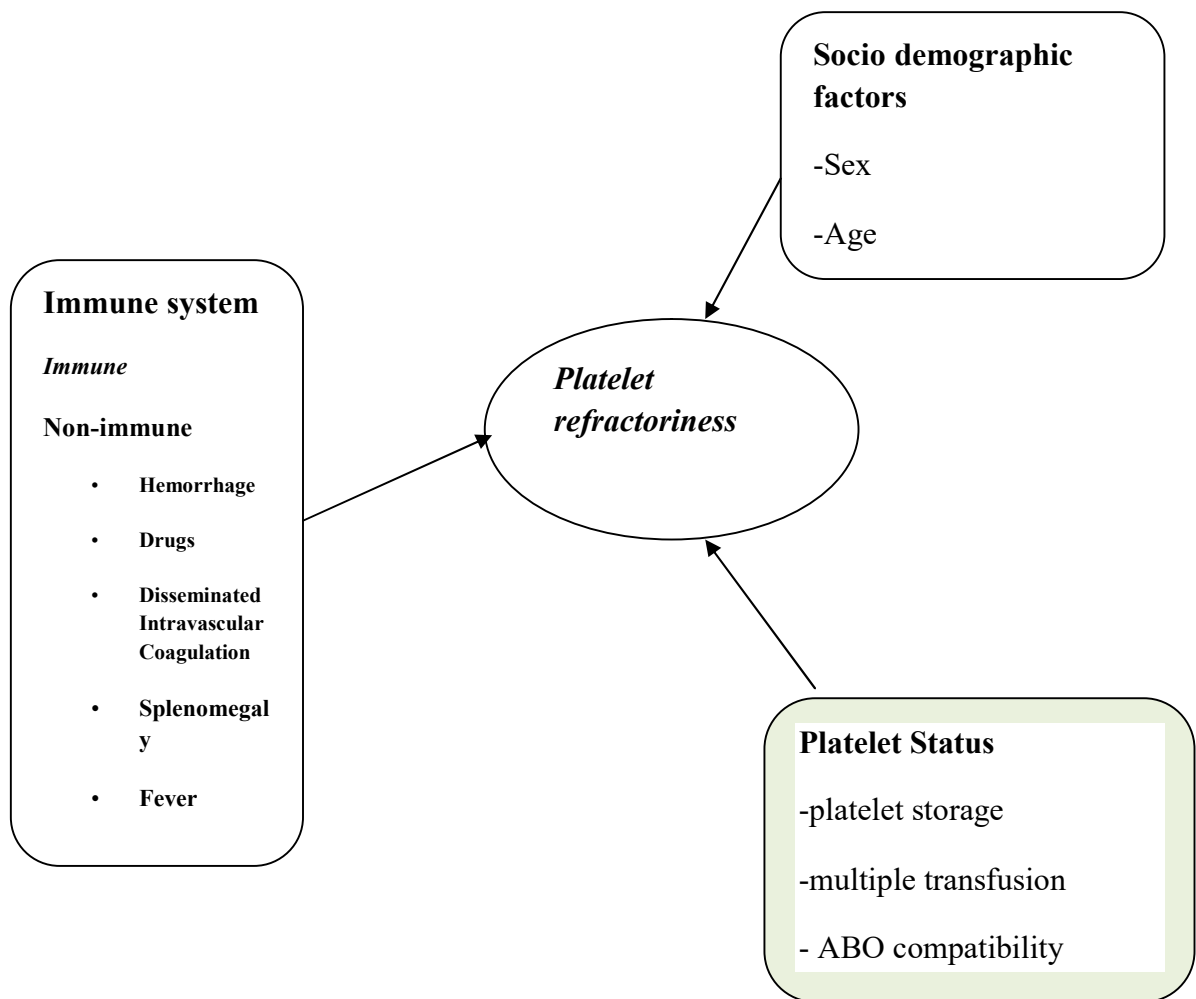 Socio demographic
factors
-Sex
-Age
Immune system
Immune
Non-immune
• Hemorrhage
• Drugs
• Disseminated
Intravascular
Coagulation
• Splenomegal
y
• Fever
Platelet
refractoriness
Platelet Status
-platelet storage
-multiple transfusion
- ABO compatibility